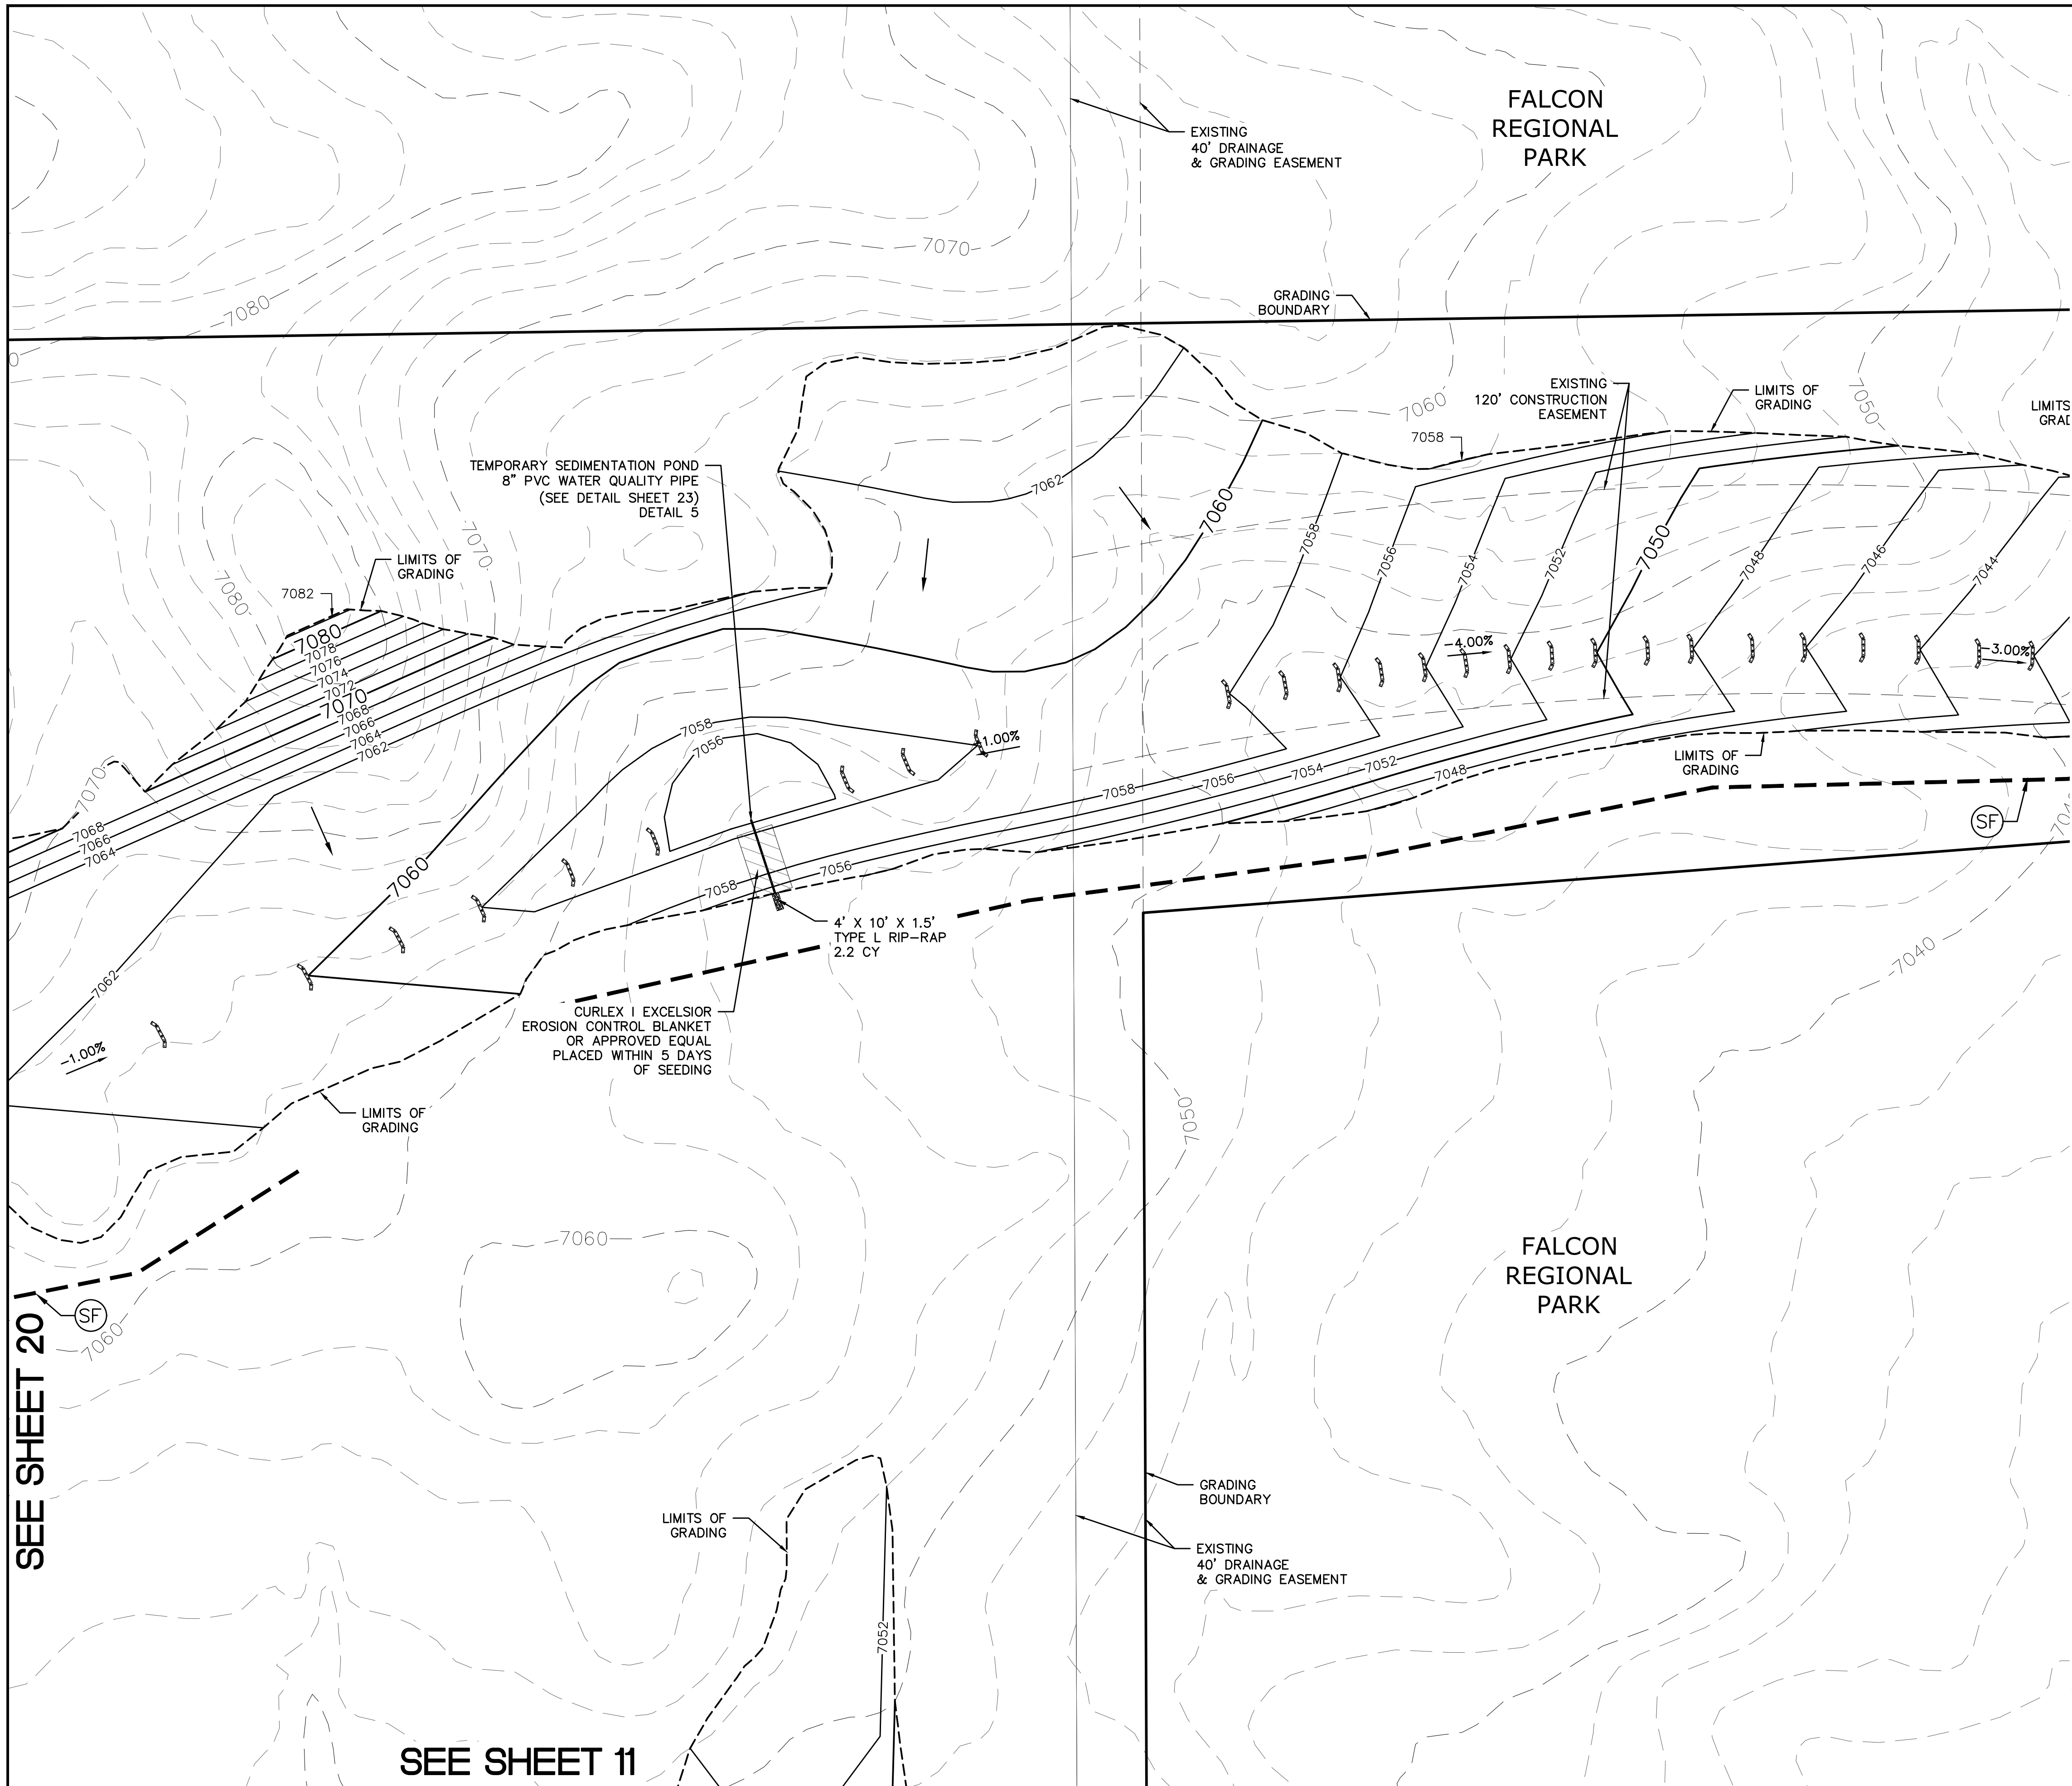 FALCON
REGIONAL
PARK
EXISTING
40' DRAINAGE
& GRADING EASEMENT
7070
7080
GRADING
BOUNDARY
0
EXISTING
120' CONSTRUCTION
EASEMENT
LIMITS OF
GRADING
7050
LIMITS
GRAD
7060
7058
TEMPORARY SEDIMENTATION POND
8" PVC WATER QUALITY PIPE
(SEE DETAIL SHEET 23)
DETAIL 5
7062
7060
7058
7056
7054
7052
7050
7048
7046
7044
7070
LIMITS OF
GRADING
7080
7082
7080
7078
7076
7074
7072
7070
7068
7066
7064
7062
-4.00%
-3.00%
7058
7056
1.00%
7070
7068
7066
7064
7058
7056
7054
7052
7048
LIMITS OF
GRADING
SF
7060
7058
7056
4' X 10' X 1.5'
TYPE L RIP-RAP
2.2 CY
7040
7062
-1.00%
CURLEX I EXCELSIOR
EROSION CONTROL BLANKET
OR APPROVED EQUAL
PLACED WITHIN 5 DAYS
OF SEEDING
LIMITS OF
GRADING
7050
7060
FALCON
REGIONAL
PARK
SF
7060
SEE SHEET 20
GRADING
BOUNDARY
LIMITS OF
GRADING
EXISTING
40' DRAINAGE
& GRADING EASEMENT
7052
SEE SHEET 11